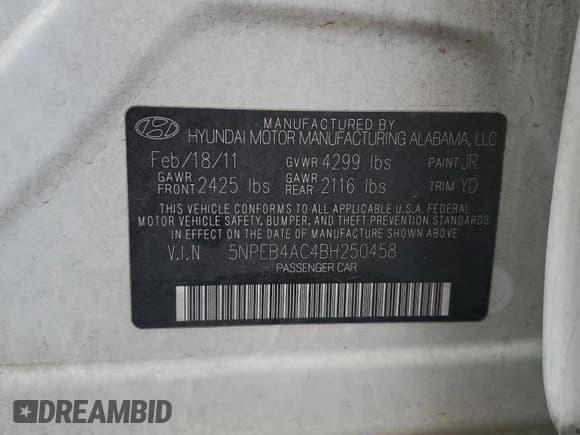 MANUFACTURED BY
HYUNDAI MOTOR MANUFACTURING ALABAMA, LLC
Feb/18/11 GVWR 4299 lbs PAINT JR
GAWR FRONT 2425 lbs GAWR REAR 2116 lbs TRIM YD
THIS VEHICLE CONFORMS TO ALL APPLICABLE U.S.A. FEDERAL
MOTOR VEHICLE SAFETY, BUMPER, AND THEFT PREVENTION STANDARDS
IN EFFECT ON THE DATE OF MANUFACTURE SHOWN ABOVE.
V.I.N 5NPEB4AC4BH250458
PASSENGER CAR
DREAMBID